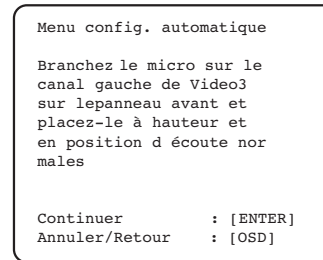 Menu config. automatique
Branchez le micro sur le
canal gauche de Video3
sur lepanneau avant et
placez-le à hauteur et
en position d écoute nor
males
Continuer : [ENTER]
Annuler/Retour : [OSD]